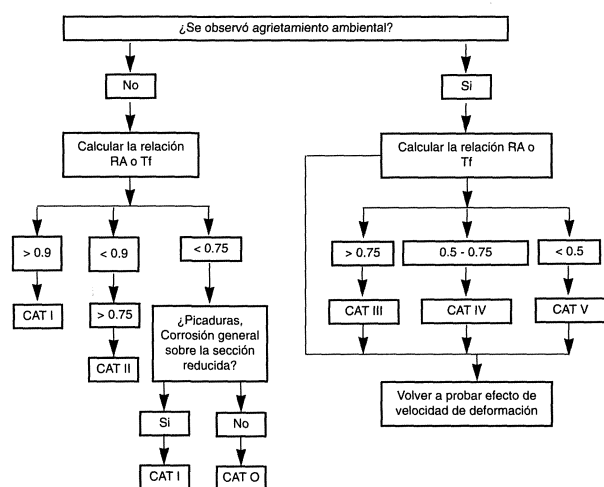 ¿Se observó agrietamiento ambiental?
No
Si
Calcular la relación
RA o Tf
Calcular la relación RA o
Tf
> 0.9
< 0.9
< 0.75
> 0.75
0.5 - 0.75
< 0.5
CAT I
> 0.75
¿Picaduras,
Corrosión general
sobre la sección
reducida?
CAT III
CAT IV
CAT V
CAT II
Volver a probar efecto de
velocidad de deformación
Si
No
CAT I
CAT O